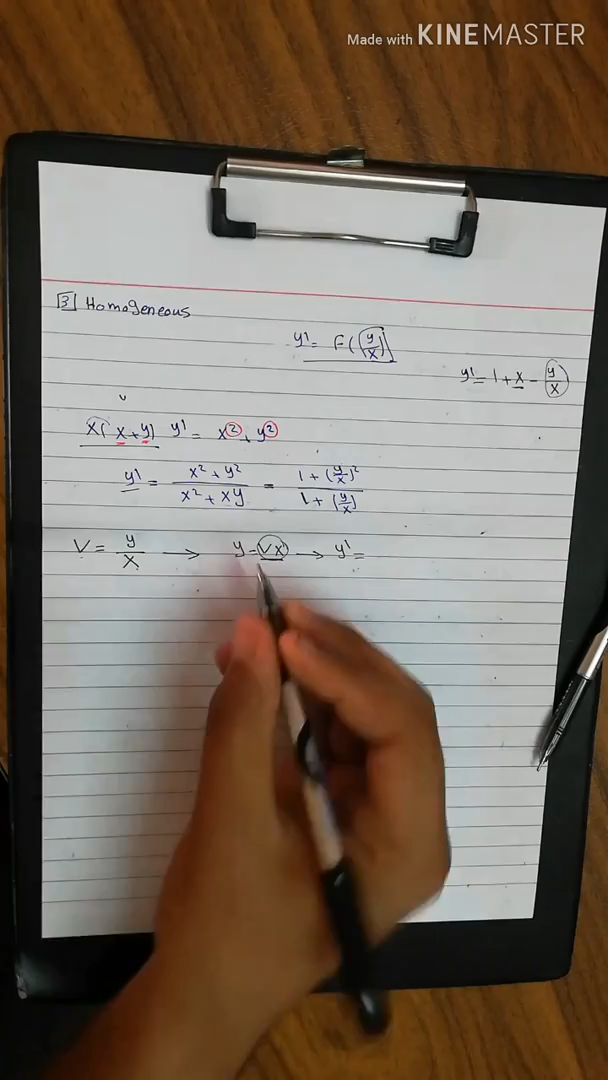 Made with KINEMASTER
[3] Homogeneous
y' = F(y/x)
y' = 1 + x - y/x
x(x+y) y' = x² + y²
y' = (x² + y²)/(x² + xy) = (1 + (y/x)²)/(1 + (y/x))
V = y/x → y = Vx → y' =